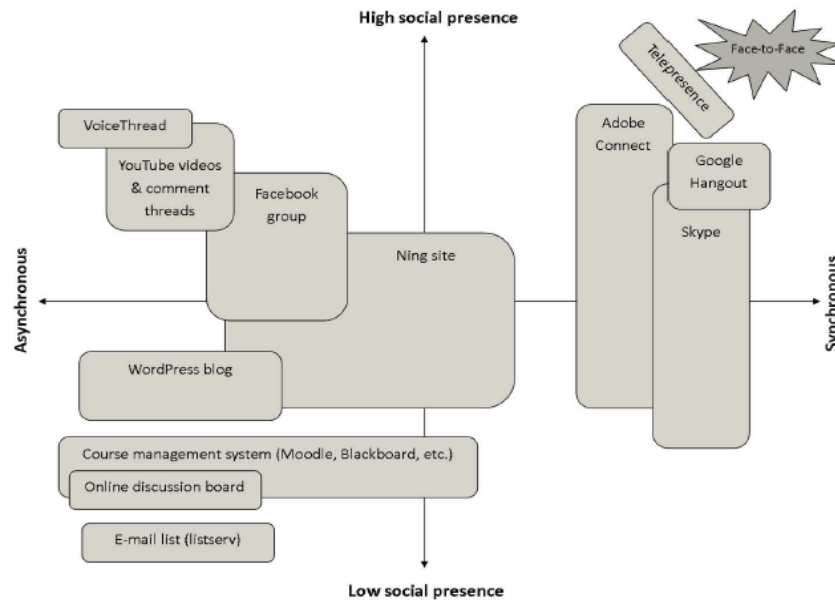 High social presence
Face-to-Face
Telepresence
VoiceThread
Adobe
Connect
YouTube videos
& comment
threads
Google
Hangout
Facebook
group
Skype
Ning site
Asynchronous
Synchronous
WordPress blog
Course management system (Moodle, Blackboard, etc.)
Online discussion board
E-mail list (listserv)
Low social presence